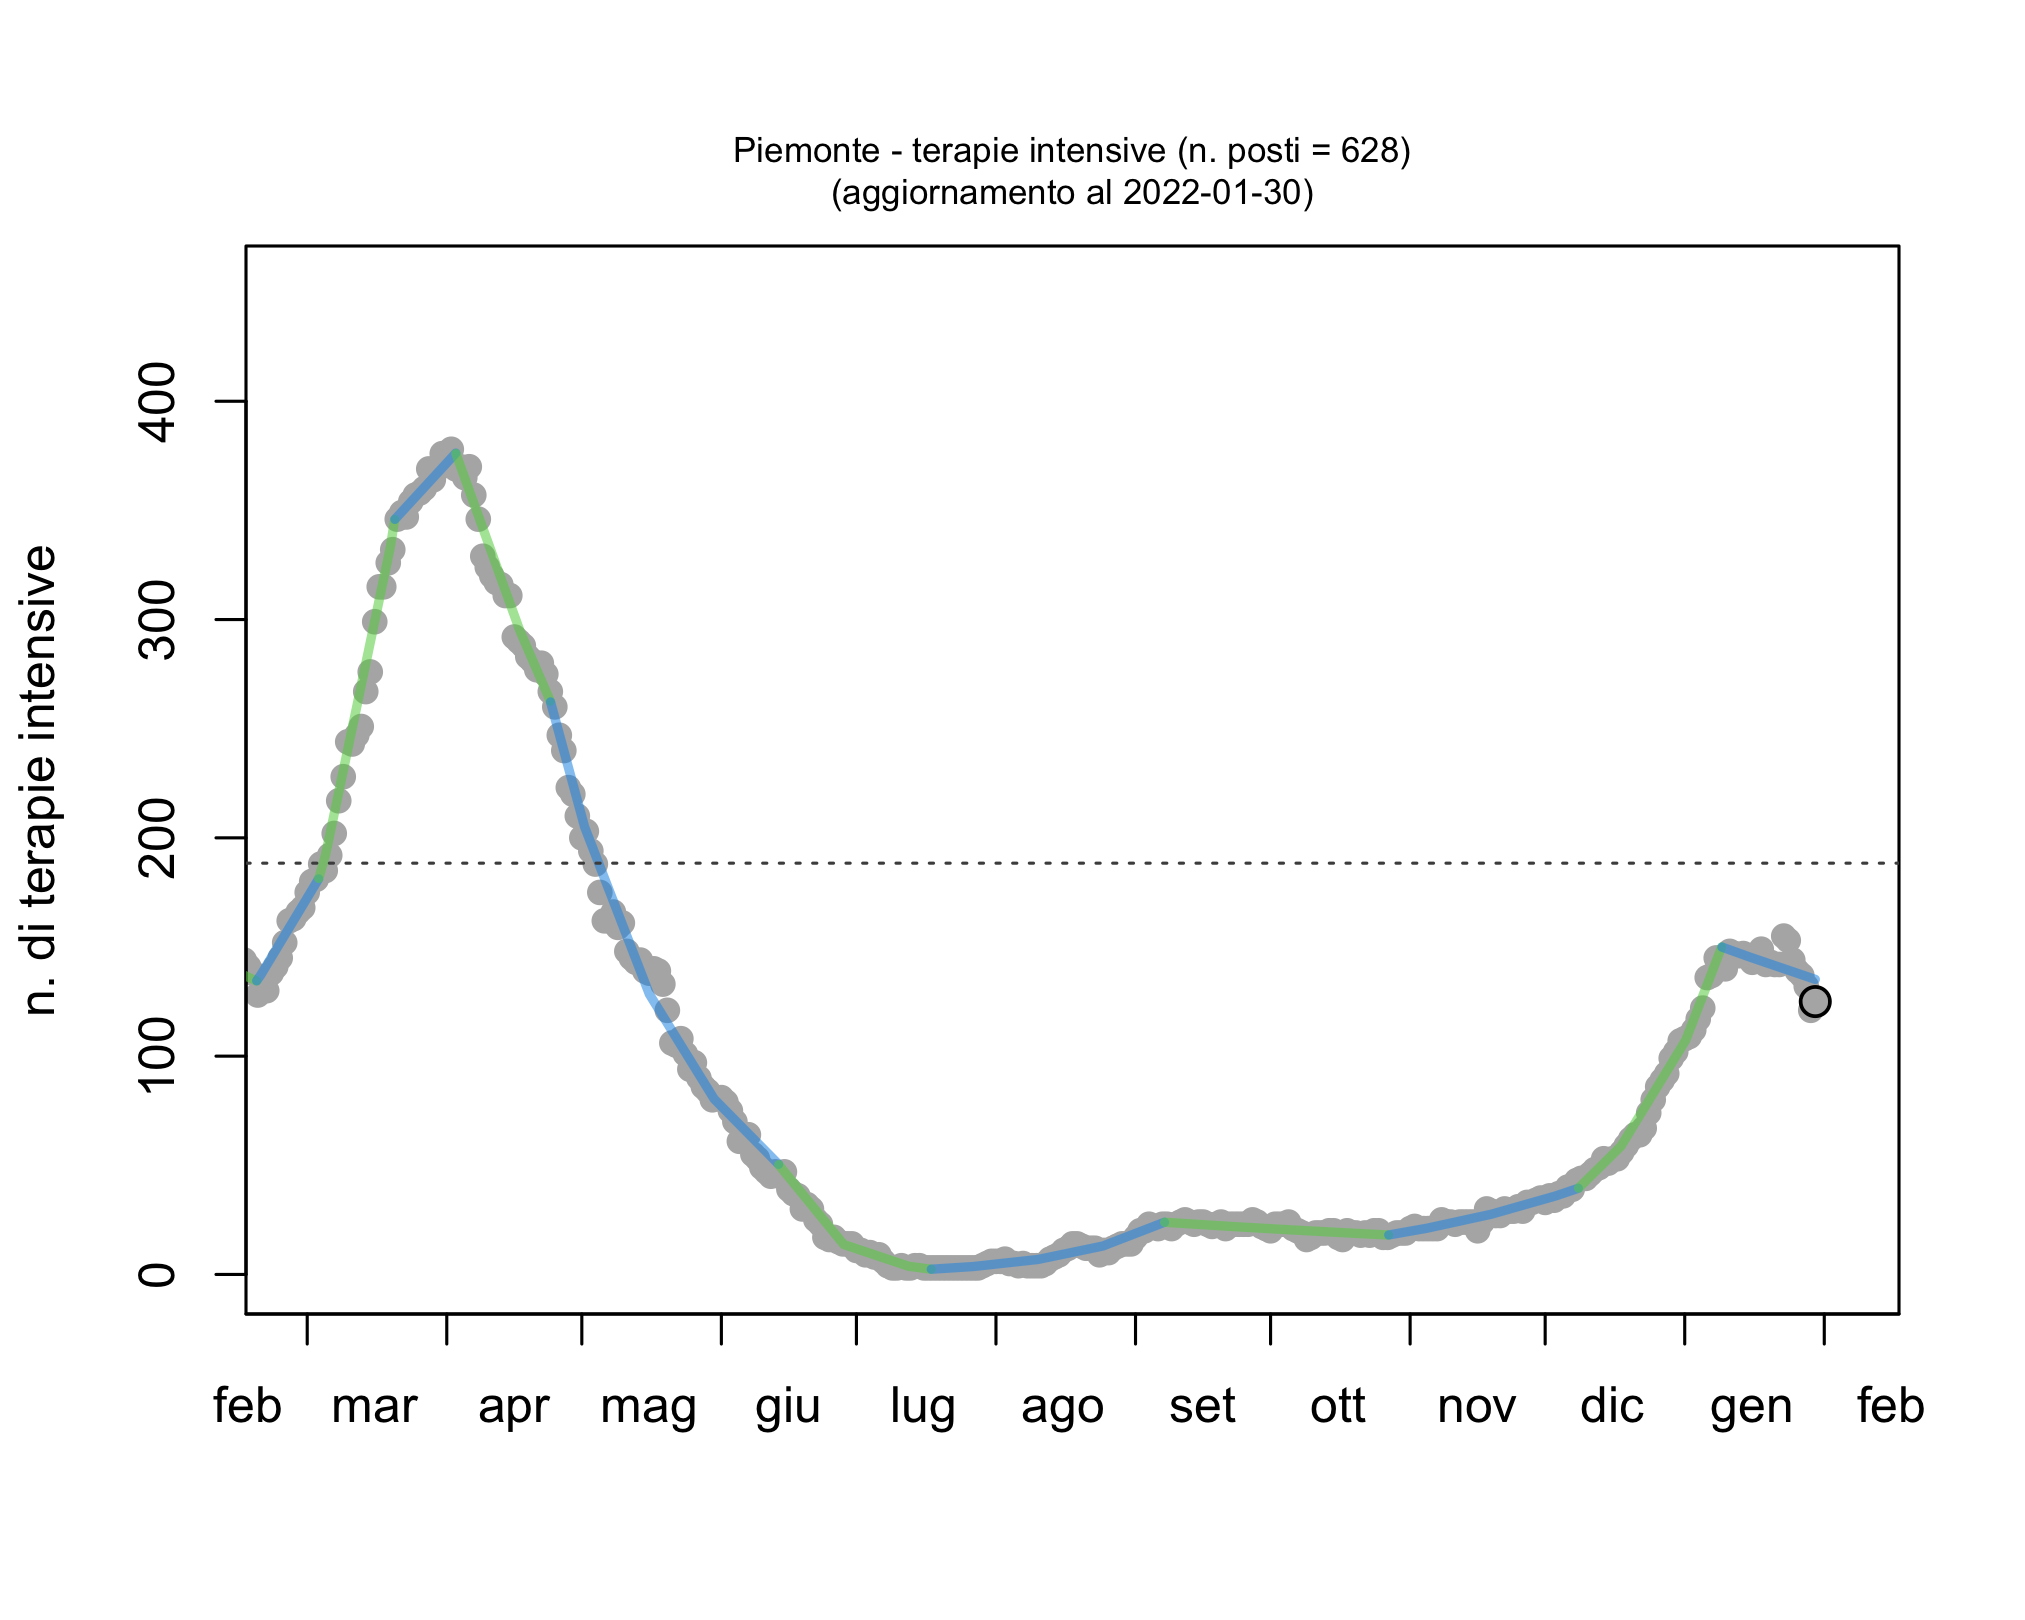 Piemonte - terapie intensive (n. posti = 628)
(aggiornamento al 2022-01-30)
n. di terapie intensive
400
300
200
100
0
feb mar apr mag giu lug ago set ott nov dic gen feb